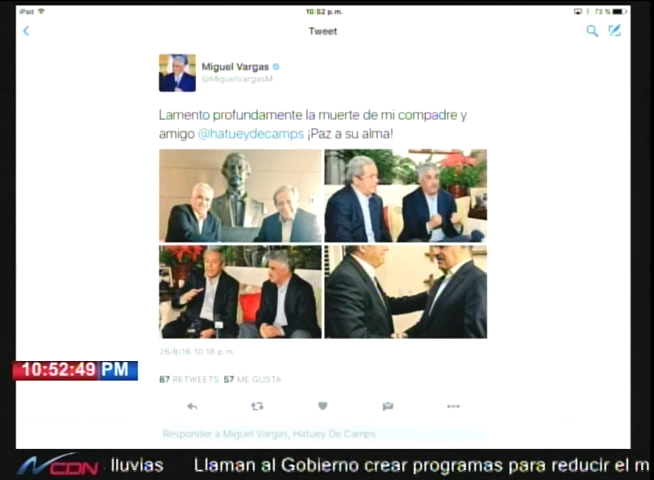 iPad
10:52 p.m.
73 %
Tweet
Miguel Vargas
@MiguelVargasM
Lamento profundamente la muerte de mi compadre y
amigo @hatueydecamps ¡Paz a su alma!
26/8/16 10:18 p.m.
87 RETWEETS 57 ME GUSTA
Responder a Miguel Vargas, Hatuey De Camps
10:52:49 PM
CDN lluvias Llaman al Gobierno crear programas para reducir el m